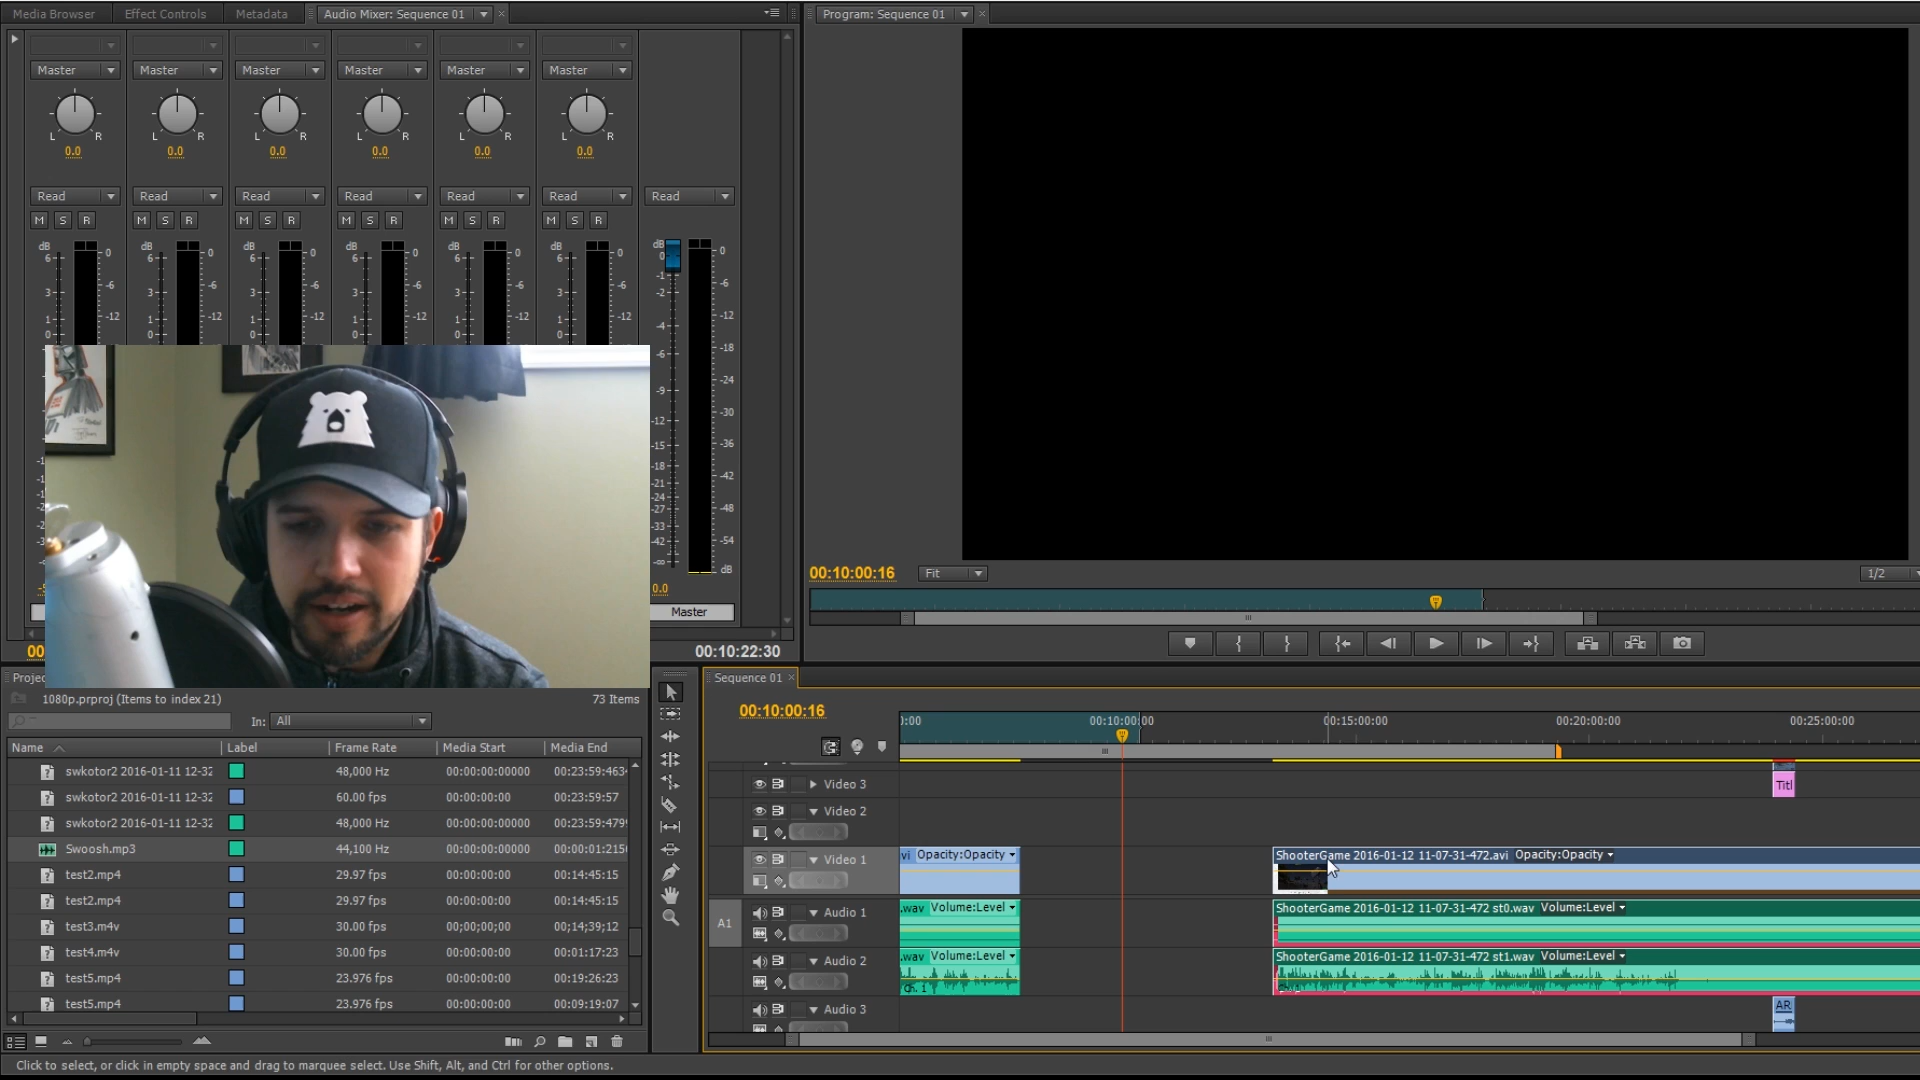 Media Browser
Effect Controls
Metadata
Audio Mixer: Sequence 01
Program: Sequence 01
Master Master Master Master Master Master
L R L R L R L R L R L R
0.0 0.0 0.0 0.0 0.0 0.0
Read Read Read Read Read Read Read
M S R M S R M S R M S R M S R M S R
dB dB dB dB dB dB dB
6 0 6 0 6 0 6 0 6 0 6 0 0 0
3 -6 3 -6 3 -6 3 -6 3 -6 3 -6 -1 -6
-2
1 -12 1 -12 1 -12 1 -12 1 -12 1 -12 -12
0 0 0 0 0 0 -4
-6 -18
-24
-9
-30
-12
-15 -36
-18 -42
-21
-24 -48
-27
-33
-42 -54
-∞ dB
0.0
Master
00:10:22:30
00:10:00:16
Fit
1/2
Projec
1080p.prproj (Items to index 21)
73 Items
In: All
Name Label Frame Rate Media Start Media End
swkotor2 2016-01-11 12-32 48,000 Hz 00:00:00:00000 00:23:59:463
swkotor2 2016-01-11 12-32 60.00 fps 00:00:00:00 00:23:59:57
swkotor2 2016-01-11 12-32 48,000 Hz 00:00:00:00000 00:23:59:479
Swoosh.mp3 44,100 Hz 00:00:00:00000 00:00:01:215
test2.mp4 29.97 fps 00:00:00:00 00:14:45:15
test2.mp4 29.97 fps 00:00:00:00 00:14:45:15
test3.m4v 30.00 fps 00;00;00;00 00;14;39;12
test4.m4v 30.00 fps 00:00:00:00 00:01:17:23
test5.mp4 23.976 fps 00:00:00:00 00:19:26:23
test5.mp4 23.976 fps 00:00:00:00 00:09:19:07
Sequence 01
00:10:00:16
0:00 00:10:00:00 00:15:00:00 00:20:00:00 00:25:00:00
Video 3
Titl
Video 2
Video 1
vi Opacity:Opacity
ShooterGame 2016-01-12 11-07-31-472.avi Opacity:Opacity
A1
Audio 1
.wav Volume:Level
ShooterGame 2016-01-12 11-07-31-472 st0.wav Volume:Level
Audio 2
.wav Volume:Level
Ch. 1
ShooterGame 2016-01-12 11-07-31-472 st1.wav Volume:Level
Audio 3
AR
Click to select, or click in empty space and drag to marquee select. Use Shift, Alt, and Ctrl for other options.